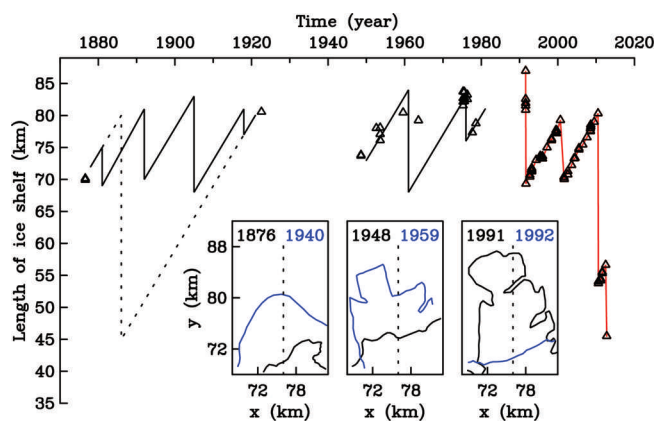 Time (year)
1880 1900 1920 1940 1960 1980 2000 2020
Length of ice shelf (km)
85
80
75
70
65
60
55
50
45
40
35
1876 1940
1948 1959
1991 1992
y (km)
88
80
72
72 78
72 78
72 78
x (km)
x (km)
x (km)